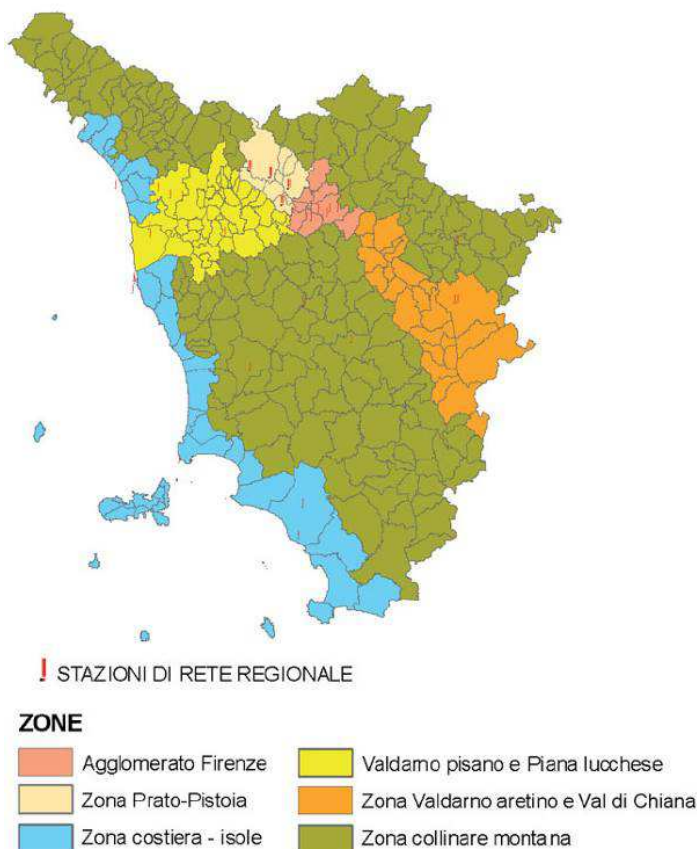 ! STAZIONI DI RETE REGIONALE
ZONE
Agglomerato Firenze
Valdarno pisano e Piana lucchese
Zona Prato-Pistoia
Zona Valdarno aretino e Val di Chiana
Zona costiera - isole
Zona collinare montana